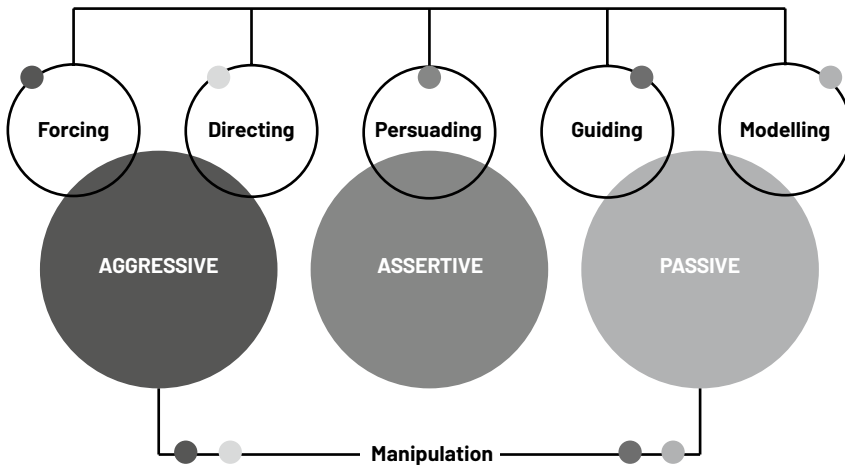 Forcing
Directing
Persuading
Guiding
Modelling
AGGRESSIVE
ASSERTIVE
PASSIVE
Manipulation